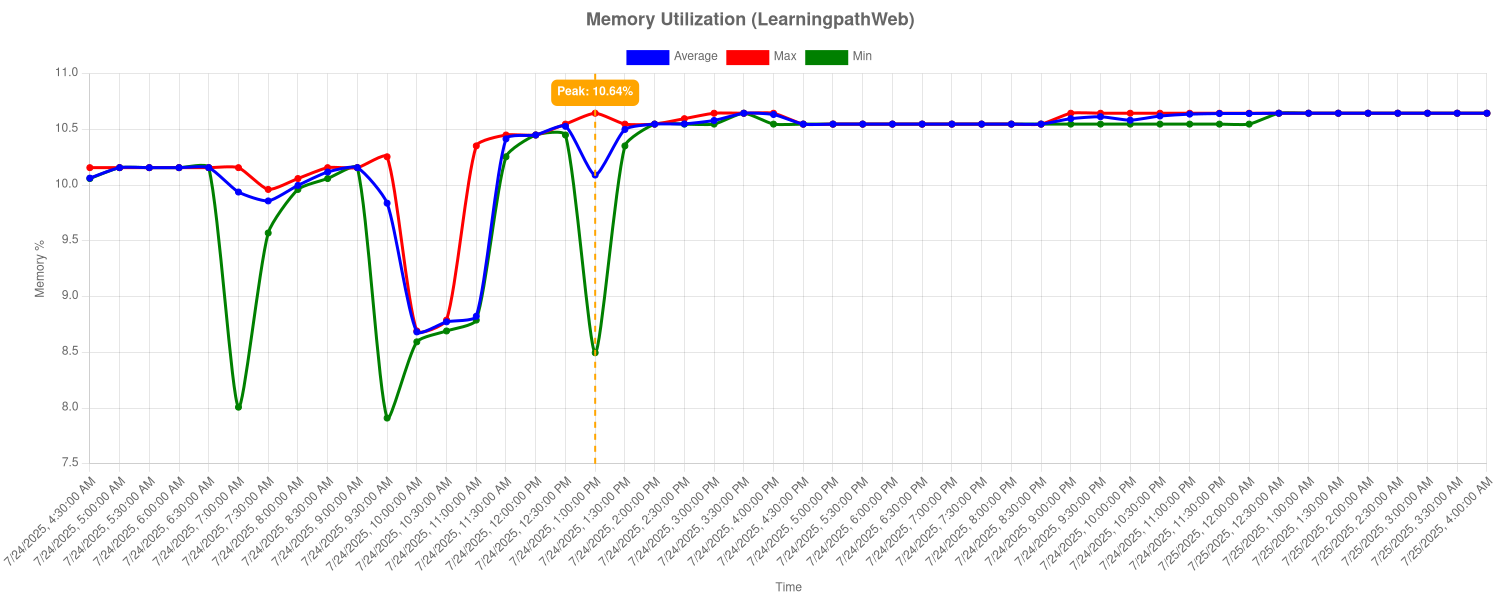 Memory Utilization (LearningpathWeb)
Average Max Min
Peak: 10.64%
11.0
10.5
10.0
9.5
9.0
8.5
8.0
7.5
Memory %
7/24/2025, 4:30:00 AM
7/24/2025, 5:00:00 AM
7/24/2025, 5:30:00 AM
7/24/2025, 6:00:00 AM
7/24/2025, 6:30:00 AM
7/24/2025, 7:00:00 AM
7/24/2025, 7:30:00 AM
7/24/2025, 8:00:00 AM
7/24/2025, 8:30:00 AM
7/24/2025, 9:00:00 AM
7/24/2025, 9:30:00 AM
7/24/2025, 10:00:00 AM
7/24/2025, 10:30:00 AM
7/24/2025, 11:00:00 AM
7/24/2025, 11:30:00 AM
7/24/2025, 12:00:00 PM
7/24/2025, 12:30:00 PM
7/24/2025, 1:00:00 PM
7/24/2025, 1:30:00 PM
7/24/2025, 2:00:00 PM
7/24/2025, 2:30:00 PM
7/24/2025, 3:00:00 PM
7/24/2025, 3:30:00 PM
7/24/2025, 4:00:00 PM
7/24/2025, 4:30:00 PM
7/24/2025, 5:00:00 PM
7/24/2025, 5:30:00 PM
7/24/2025, 6:00:00 PM
7/24/2025, 6:30:00 PM
7/24/2025, 7:00:00 PM
7/24/2025, 7:30:00 PM
7/24/2025, 8:00:00 PM
7/24/2025, 8:30:00 PM
7/24/2025, 9:00:00 PM
7/24/2025, 9:30:00 PM
7/24/2025, 10:00:00 PM
7/24/2025, 10:30:00 PM
7/24/2025, 11:00:00 PM
7/24/2025, 11:30:00 PM
7/25/2025, 12:00:00 AM
7/25/2025, 12:30:00 AM
7/25/2025, 1:00:00 AM
7/25/2025, 1:30:00 AM
7/25/2025, 2:00:00 AM
7/25/2025, 2:30:00 AM
7/25/2025, 3:00:00 AM
7/25/2025, 3:30:00 AM
7/25/2025, 4:00:00 AM
Time